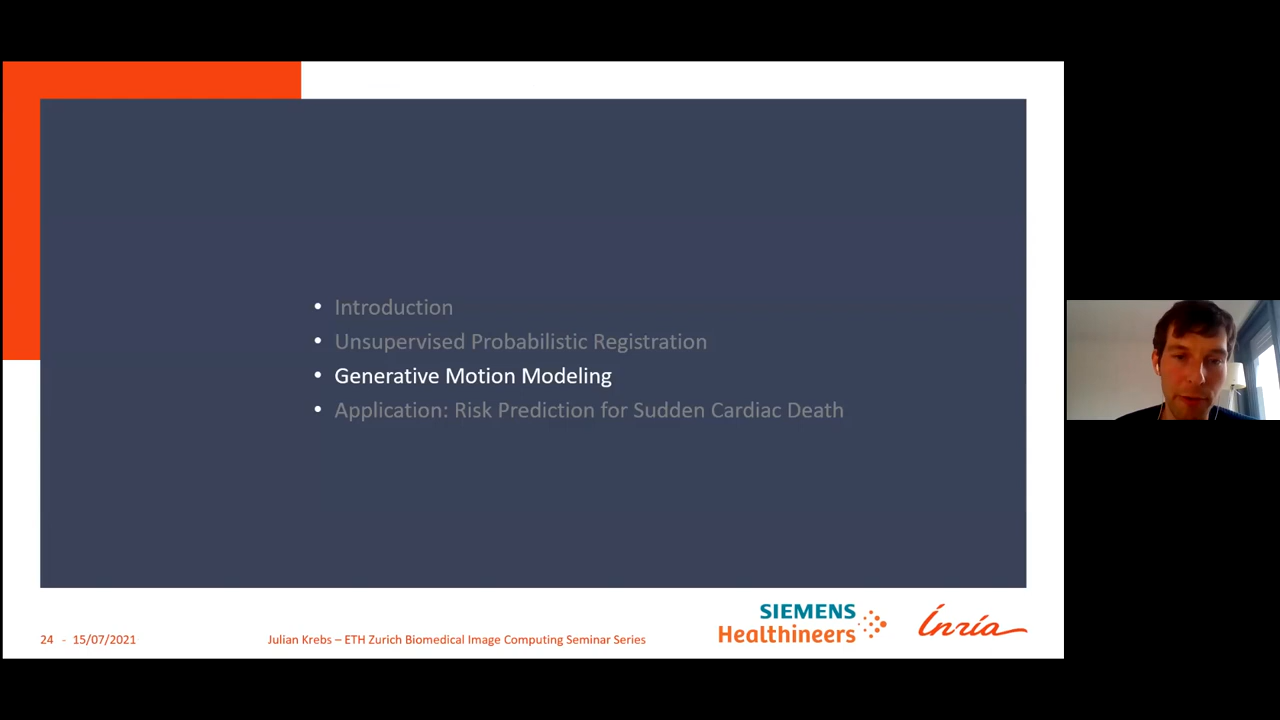 • Introduction
• Unsupervised Probabilistic Registration
• Generative Motion Modeling
• Application: Risk Prediction for Sudden Cardiac Death
24 - 15/07/2021
Julian Krebs – ETH Zurich Biomedical Image Computing Seminar Series
SIEMENS
Healthineers
Inria